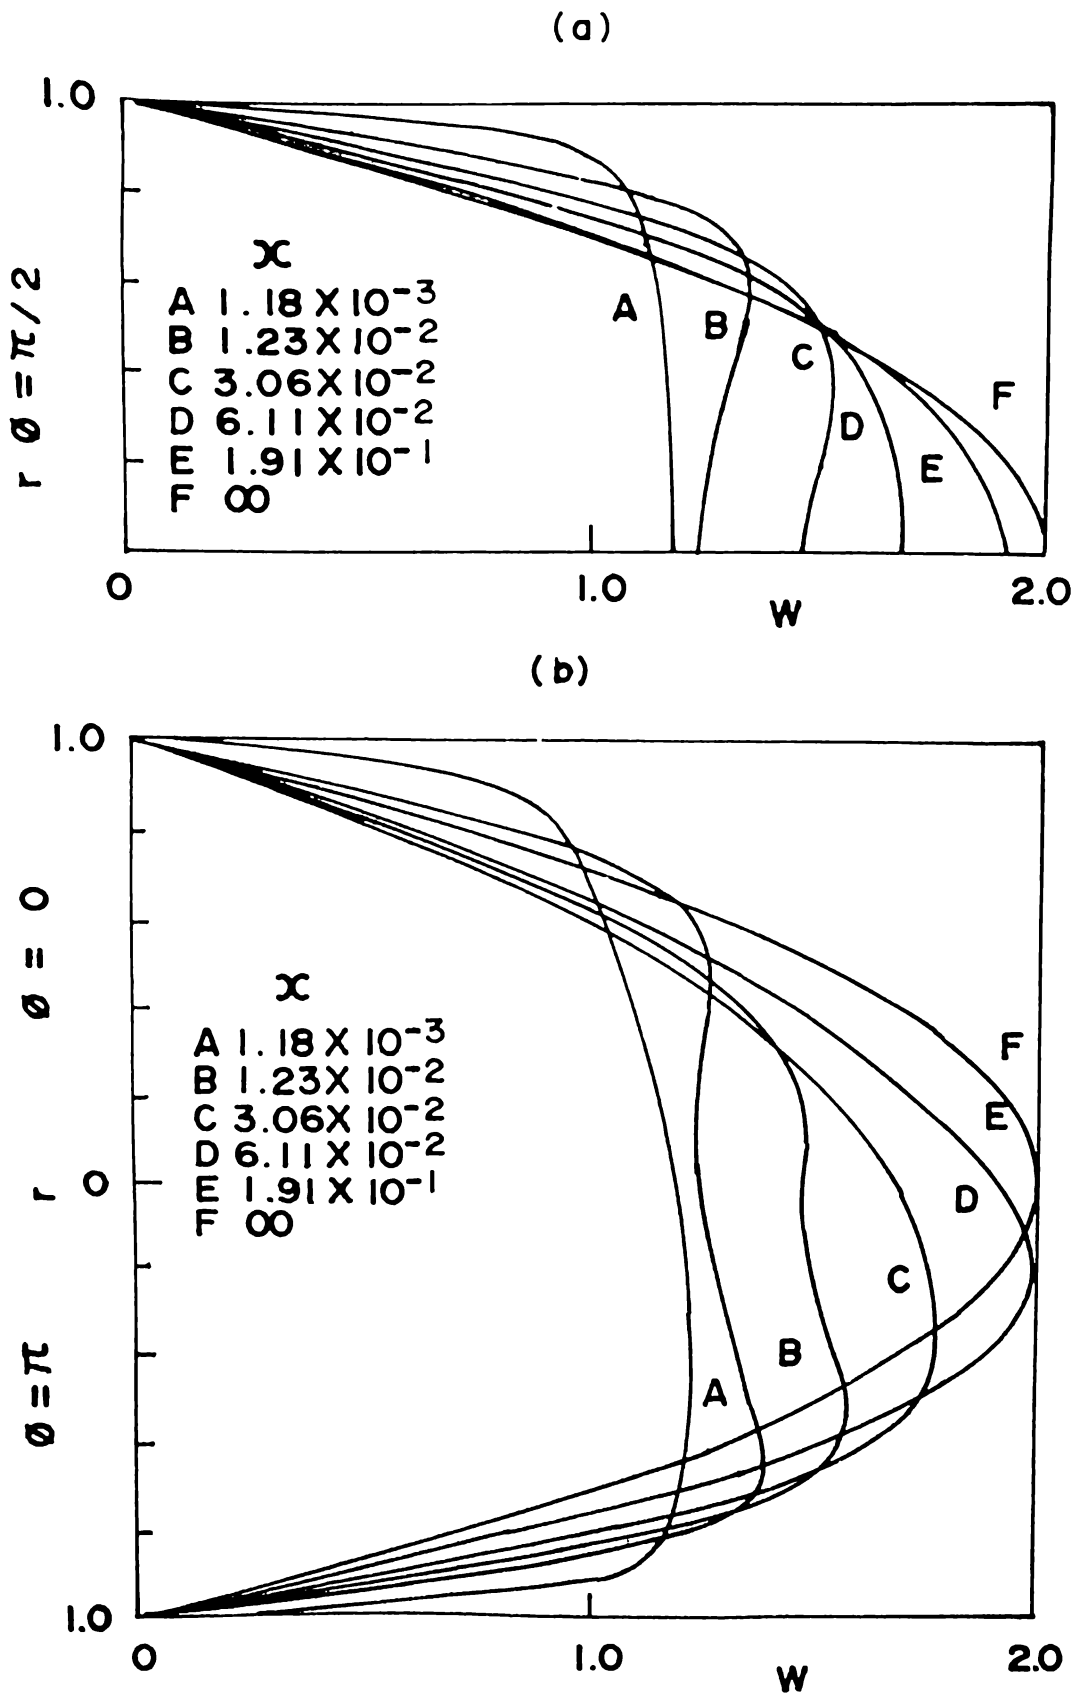 (a)
1.0
r ø = π/2
x
A 1.18 X 10-3
B 1.23 X 10-2
C 3.06 X 10-2
D 6.11 X 10-2
E 1.91 X 10-1
F ∞
A
B
C
D
E
F
0
1.0
2.0
W
(b)
1.0
r
0
1.0
ø = 0
ø = π
x
A 1.18 X 10-3
B 1.23 X 10-2
C 3.06 X 10-2
D 6.11 X 10-2
E 1.91 X 10-1
F ∞
F
E
D
C
B
A
0
1.0
2.0
W